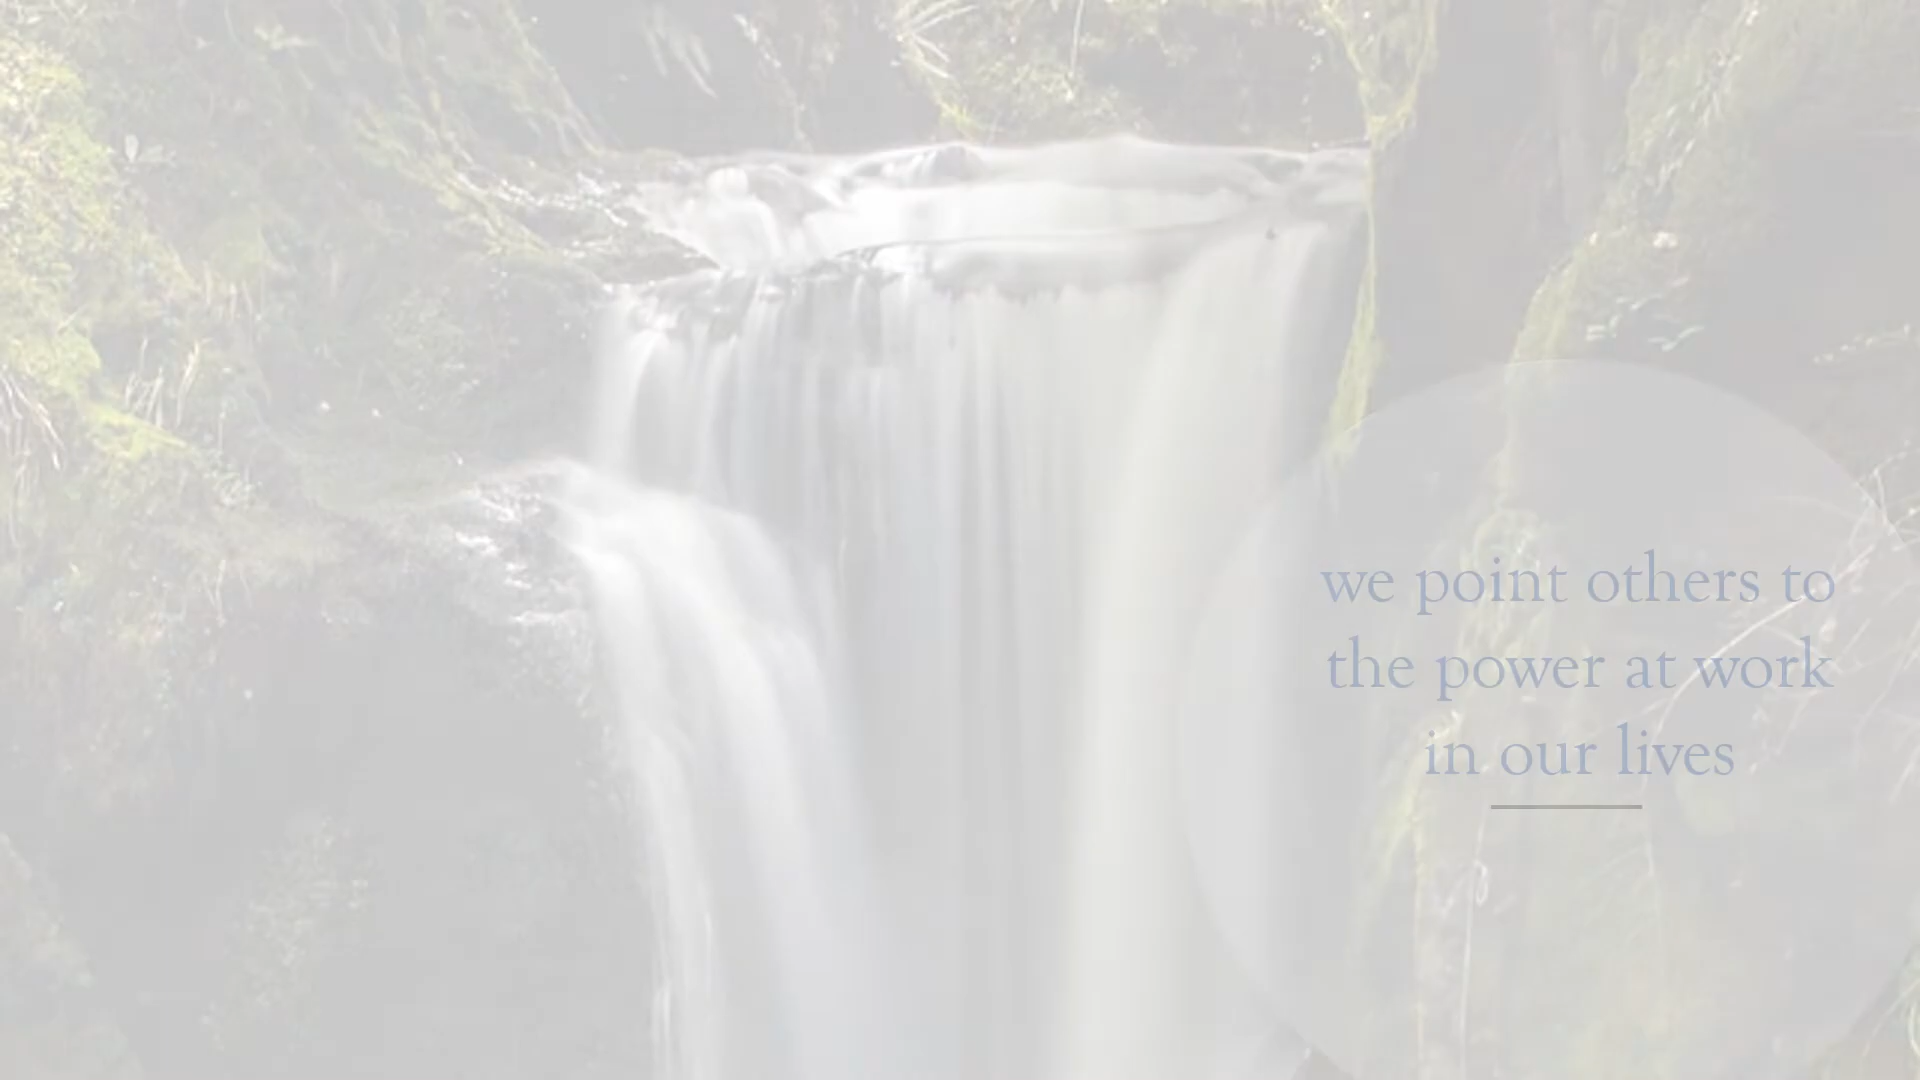 we point others to
the power at work
in our lives